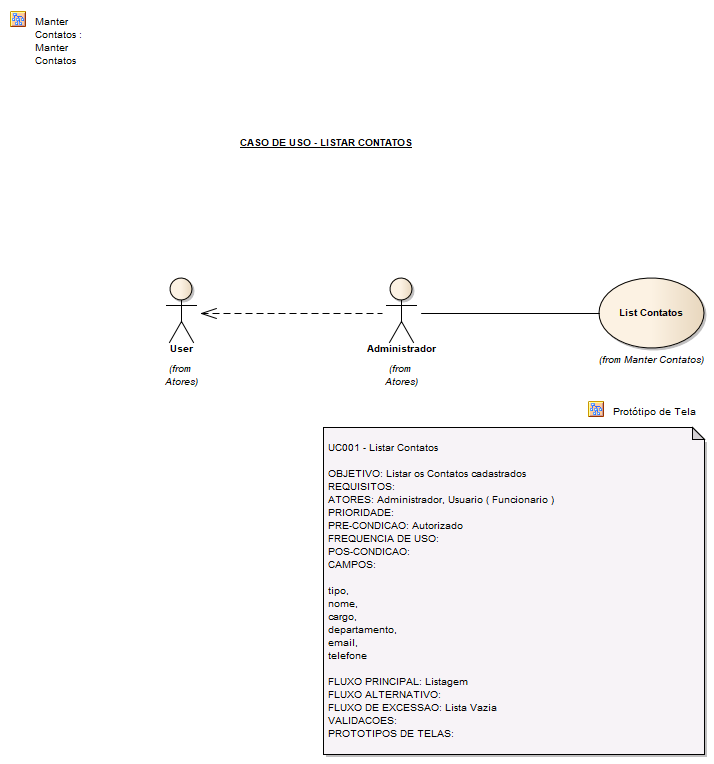 Manter
Contatos :
Manter
Contatos
CASO DE USO - LISTAR CONTATOS
User
(from
Atores)
Administrador
(from
Atores)
List Contatos
(from Manter Contatos)
Protótipo de Tela
UC001 - Listar Contatos
OBJETIVO: Listar os Contatos cadastrados
REQUISITOS:
ATORES: Administrador, Usuario ( Funcionario )
PRIORIDADE:
PRE-CONDICAO: Autorizado
FREQUENCIA DE USO:
POS-CONDICAO:
CAMPOS:
tipo,
nome,
cargo,
departamento,
email,
telefone
FLUXO PRINCIPAL: Listagem
FLUXO ALTERNATIVO:
FLUXO DE EXCESSAO: Lista Vazia
VALIDACOES:
PROTOTIPOS DE TELAS: